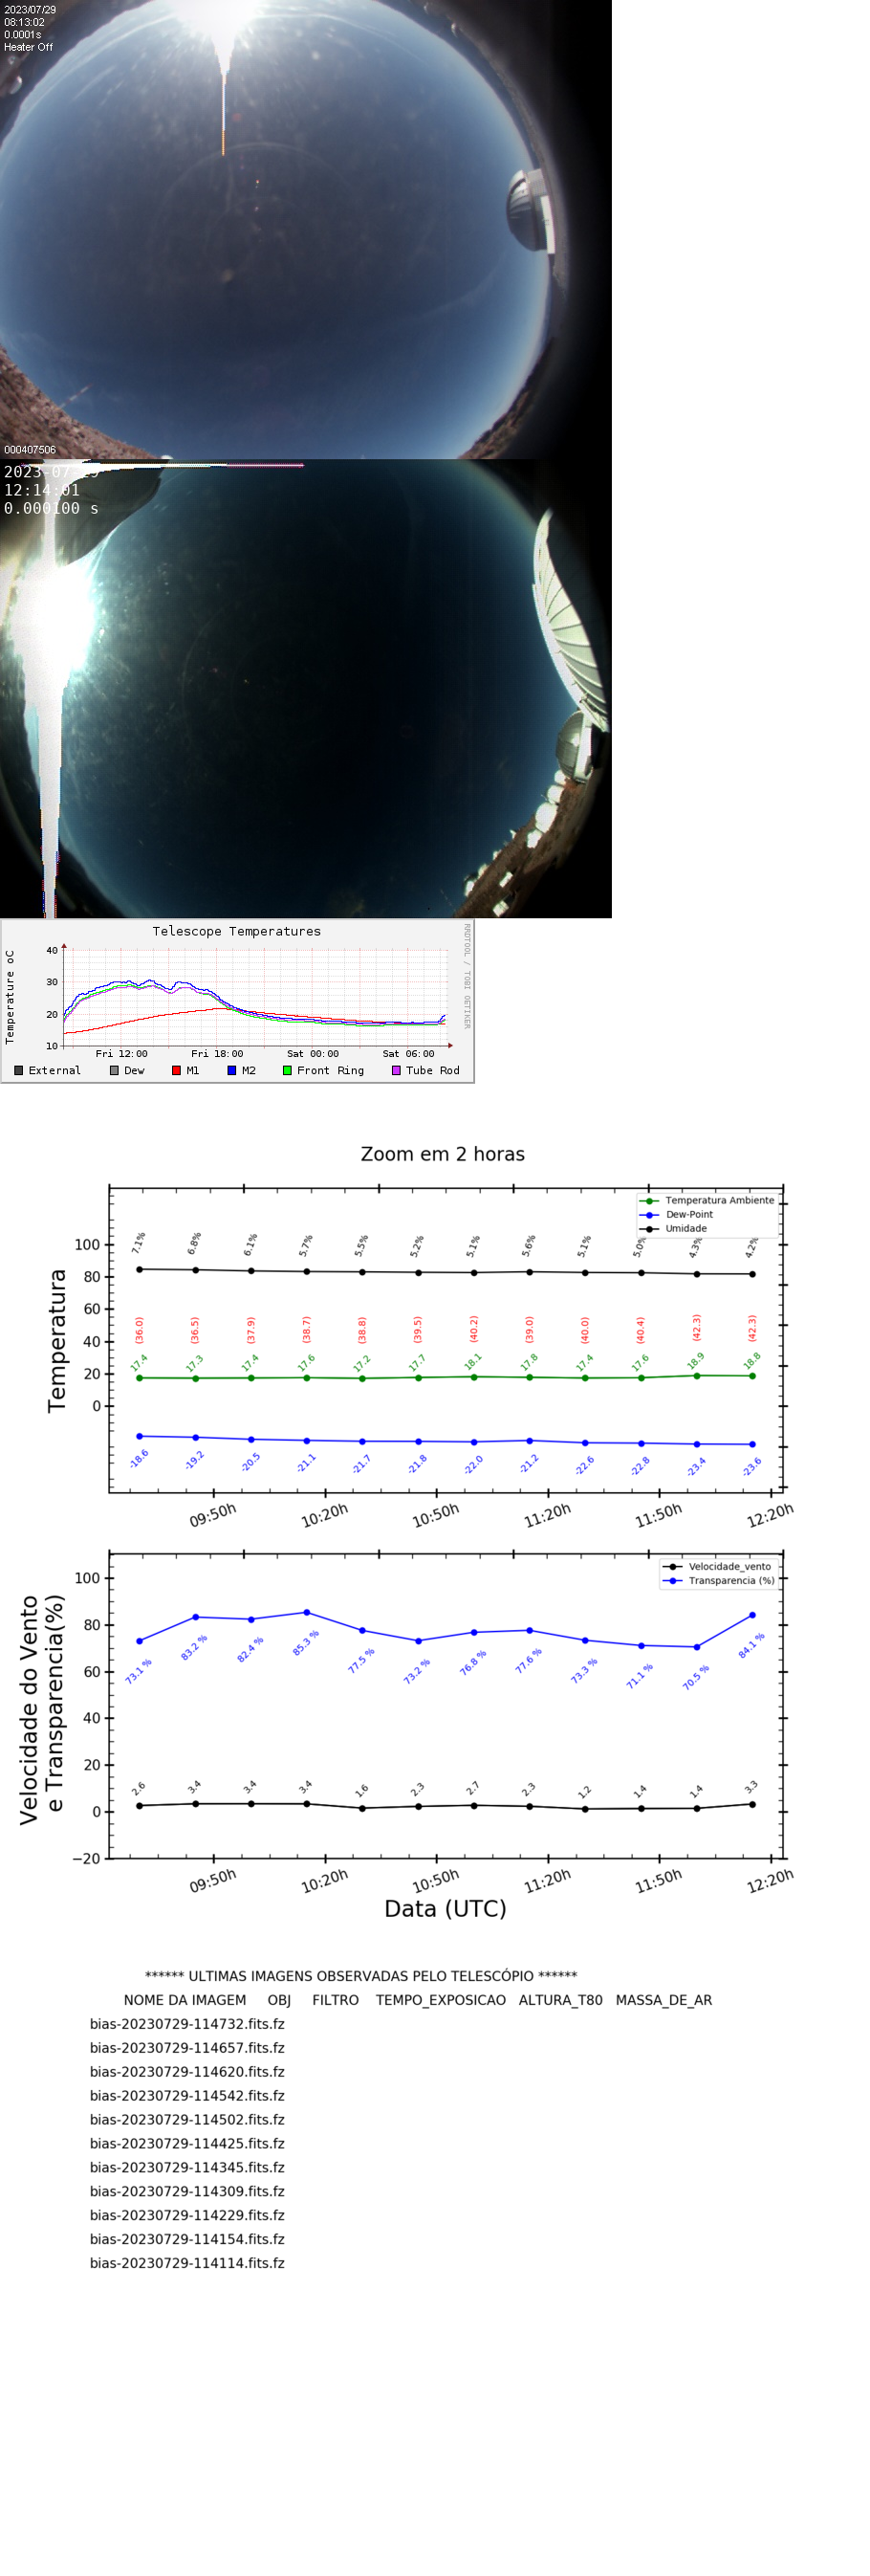 2023/07/29
08:13:02
0.0001s
Heater Off
000407506
2023-07-29
12:14:01
0.000100 s
Telescope Temperatures
RRDTOOL / TOBI OETIKER
Temperature oC
40
30
20
10
Fri 12:00 Fri 18:00 Sat 00:00 Sat 06:00
External Dew M1 M2 Front Ring Tube Rod
Zoom em 2 horas
Temperatura Ambiente
Dew-Point
Umidade
Temperatura
100
80
60
40
20
0
7.1% 6.8% 6.1% 5.7% 5.5% 5.2% 5.1% 5.6% 5.1% 5.0% 4.3% 4.2%
(36.0) (36.5) (37.9) (38.7) (38.8) (39.5) (40.2) (39.0) (40.0) (40.4) (42.3) (42.3)
17.4 17.3 17.4 17.6 17.2 17.7 18.1 17.8 17.4 17.6 18.9 18.8
-18.6 -19.2 -20.5 -21.1 -21.7 -21.8 -22.0 -21.2 -22.6 -22.8 -23.4 -23.6
09:50h 10:20h 10:50h 11:20h 11:50h 12:20h
Velocidade_vento
Transparencia (%)
Velocidade do Vento
e Transparencia(%)
100
80
60
40
20
0
−20
73.1 % 83.2 % 82.4 % 85.3 % 77.5 % 73.2 % 76.8 % 77.6 % 73.3 % 71.1 % 70.5 % 84.1 %
2.6 3.4 3.4 3.4 1.6 2.3 2.7 2.3 1.2 1.4 1.4 3.3
09:50h 10:20h 10:50h 11:20h 11:50h 12:20h
Data (UTC)
****** ULTIMAS IMAGENS OBSERVADAS PELO TELESCÓPIO ******
NOME DA IMAGEM OBJ FILTRO TEMPO_EXPOSICAO ALTURA_T80 MASSA_DE_AR
bias-20230729-114732.fits.fz
bias-20230729-114657.fits.fz
bias-20230729-114620.fits.fz
bias-20230729-114542.fits.fz
bias-20230729-114502.fits.fz
bias-20230729-114425.fits.fz
bias-20230729-114345.fits.fz
bias-20230729-114309.fits.fz
bias-20230729-114229.fits.fz
bias-20230729-114154.fits.fz
bias-20230729-114114.fits.fz